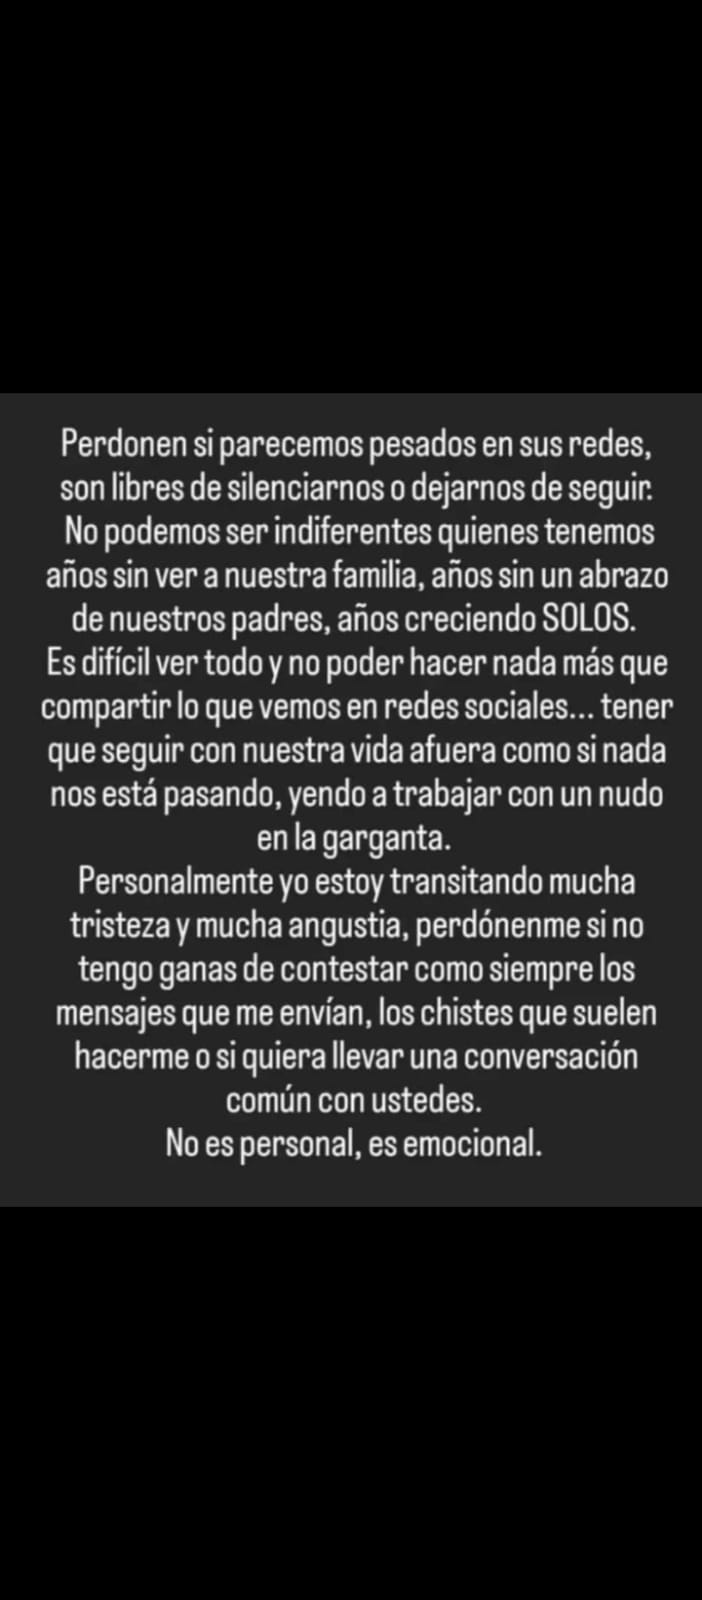 Perdonen si parecemos pesados en sus redes,
son libres de silenciarnos o dejarnos de seguir.
No podemos ser indiferentes quienes tenemos
años sin ver a nuestra familia, años sin un abrazo
de nuestros padres, años creciendo SOLOS.
Es difícil ver todo y no poder hacer nada más que
compartir lo que vemos en redes sociales... tener
que seguir con nuestra vida afuera como si nada
nos está pasando, yendo a trabajar con un nudo
en la garganta.
Personalmente yo estoy transitando mucha
tristeza y mucha angustia, perdónenme si no
tengo ganas de contestar como siempre los
mensajes que me envían, los chistes que suelen
hacerme o si quiera llevar una conversación
común con ustedes.
No es personal, es emocional.